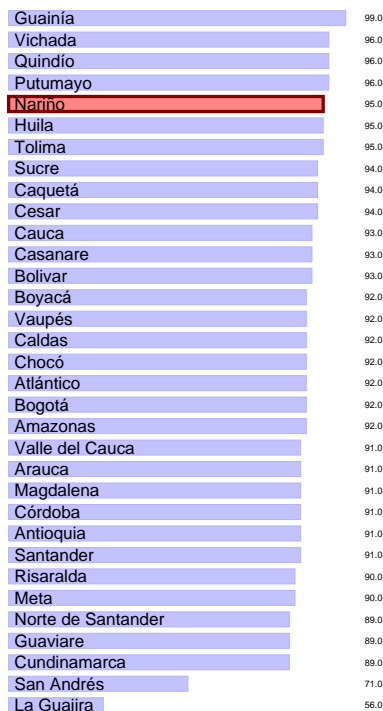 Guainía 99.0
Vichada 96.0
Quindío 96.0
Putumayo 96.0
Nariño 95.0
Huila 95.0
Tolima 95.0
Sucre 94.0
Caquetá 94.0
Cesar 94.0
Cauca 93.0
Casanare 93.0
Bolivar 93.0
Boyacá 92.0
Vaupés 92.0
Caldas 92.0
Chocó 92.0
Atlántico 92.0
Bogotá 92.0
Amazonas 92.0
Valle del Cauca 91.0
Arauca 91.0
Magdalena 91.0
Córdoba 91.0
Antioquia 91.0
Santander 91.0
Risaralda 90.0
Meta 90.0
Norte de Santander 89.0
Guaviare 89.0
Cundinamarca 89.0
San Andrés 71.0
La Guajira 56.0